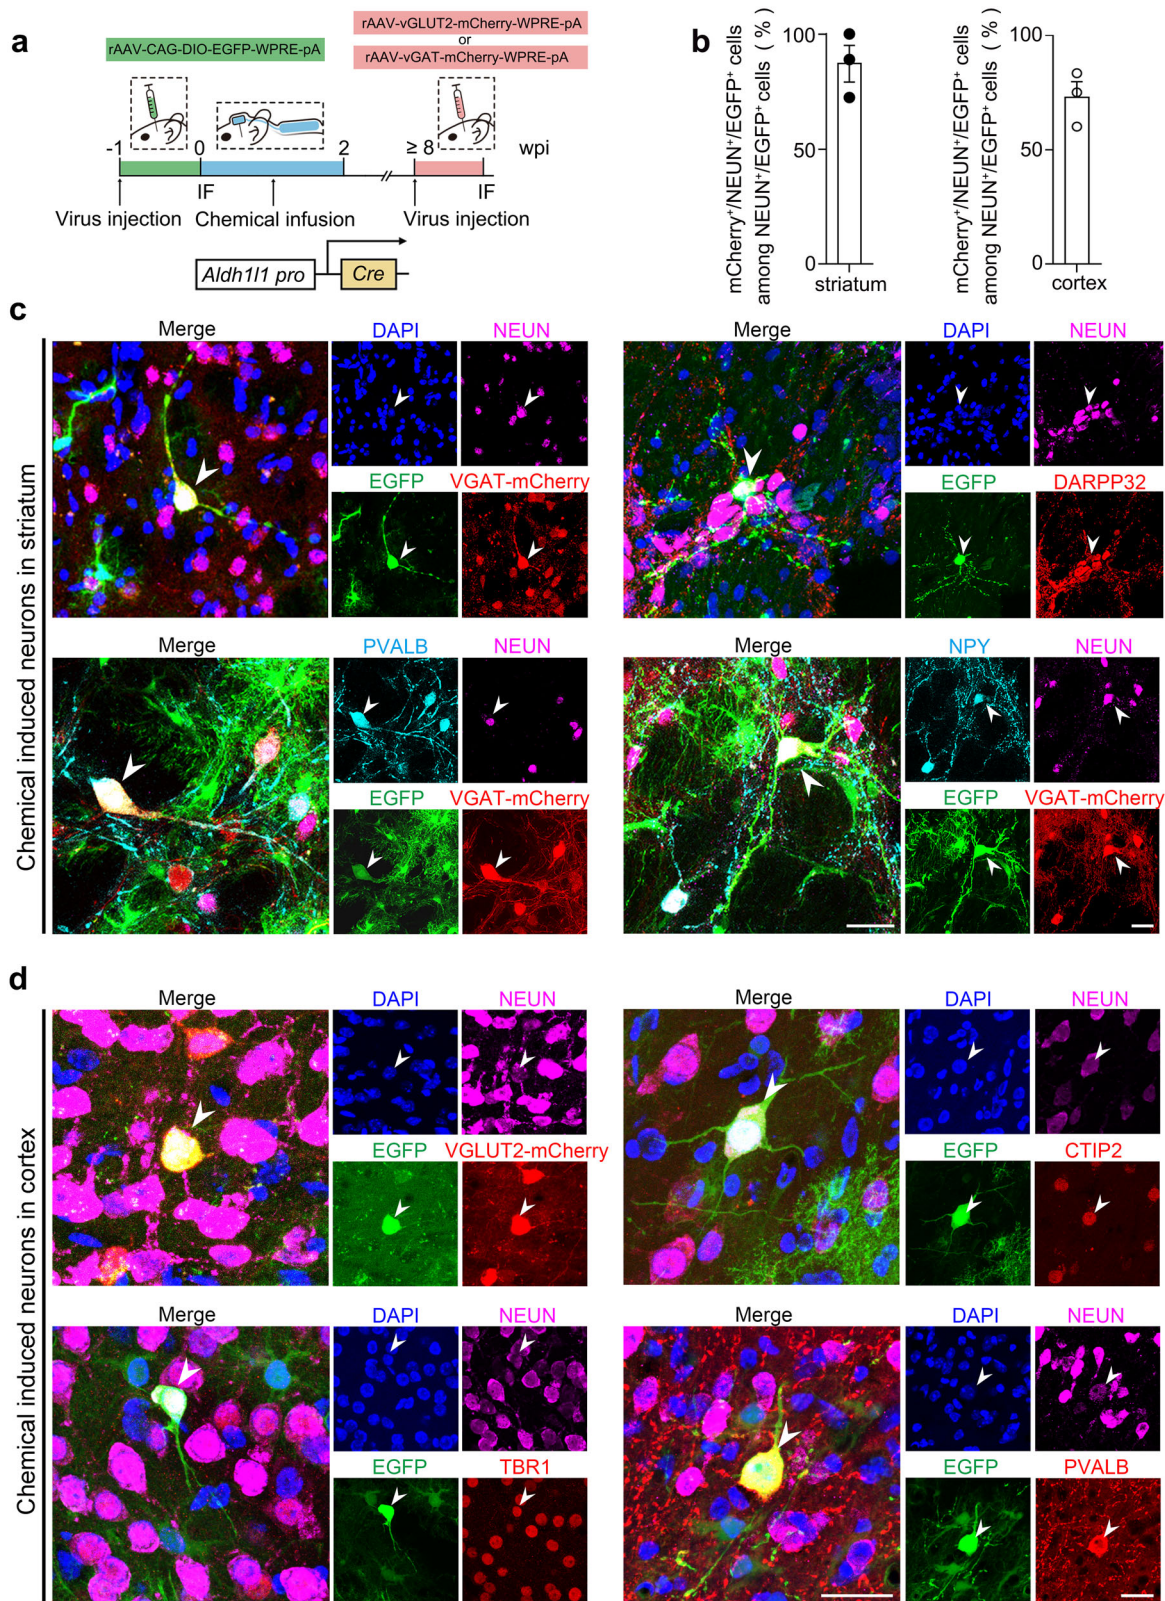 a
rAAV-CAG-DIO-EGFP-WPRE-pA
rAAV-vGLUT2-mCherry-WPRE-pA
or
rAAV-vGAT-mCherry-WPRE-pA
-1 0 2 ≥ 8 wpi
IF IF
Virus injection Chemical infusion Virus injection
Aldh1l1 pro Cre
b
mCherry⁺/NEUN⁺/EGFP⁺ cells
among NEUN⁺/EGFP⁺ cells ( % )
100
50
0
striatum
mCherry⁺/NEUN⁺/EGFP⁺ cells
among NEUN⁺/EGFP⁺ cells ( % )
100
50
0
cortex
c
Chemical induced neurons in striatum
Merge DAPI NEUN
EGFP VGAT-mCherry
Merge DAPI NEUN
EGFP DARPP32
Merge PVALB NEUN
EGFP VGAT-mCherry
Merge NPY NEUN
EGFP VGAT-mCherry
d
Chemical induced neurons in cortex
Merge DAPI NEUN
EGFP VGLUT2-mCherry
Merge DAPI NEUN
EGFP CTIP2
Merge DAPI NEUN
EGFP TBR1
Merge DAPI NEUN
EGFP PVALB